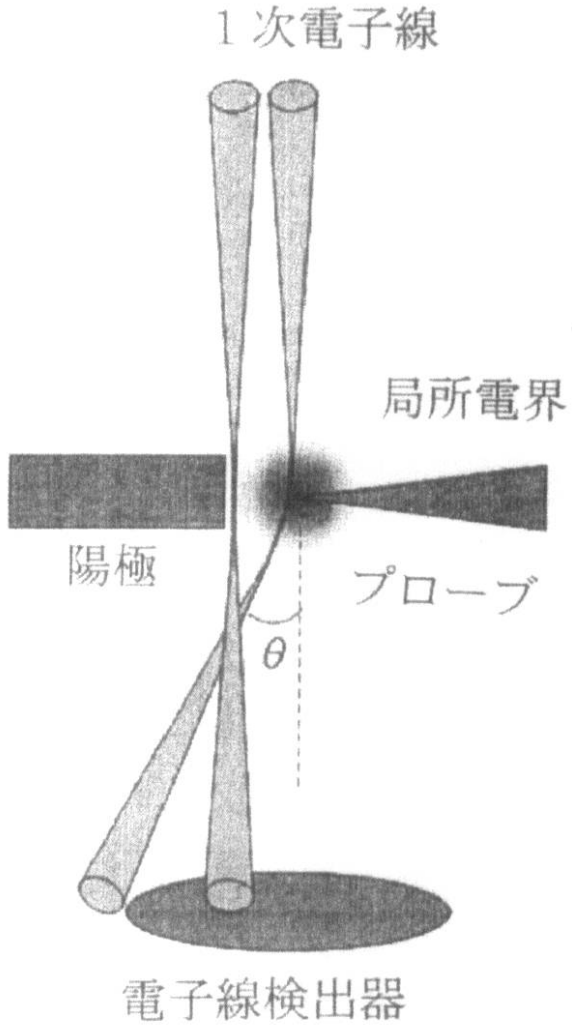 1次電子線
局所電界
陽極
プローブ
θ
電子線検出器